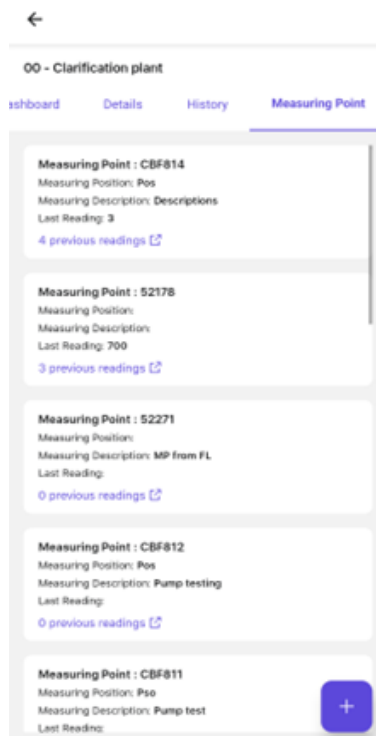 00 - Clarification plant
ashboard Details History Measuring Point
Measuring Point : CBF814
Measuring Position: Pos
Measuring Description: Descriptions
Last Reading: 3
4 previous readings
Measuring Point : 52178
Measuring Position:
Measuring Description:
Last Reading: 700
3 previous readings
Measuring Point : 52271
Measuring Position:
Measuring Description: MP from FL
Last Reading:
0 previous readings
Measuring Point : CBF812
Measuring Position: Pos
Measuring Description: Pump testing
Last Reading:
0 previous readings
Measuring Point : CBF811
Measuring Position: Pso
Measuring Description: Pump test
Last Reading: